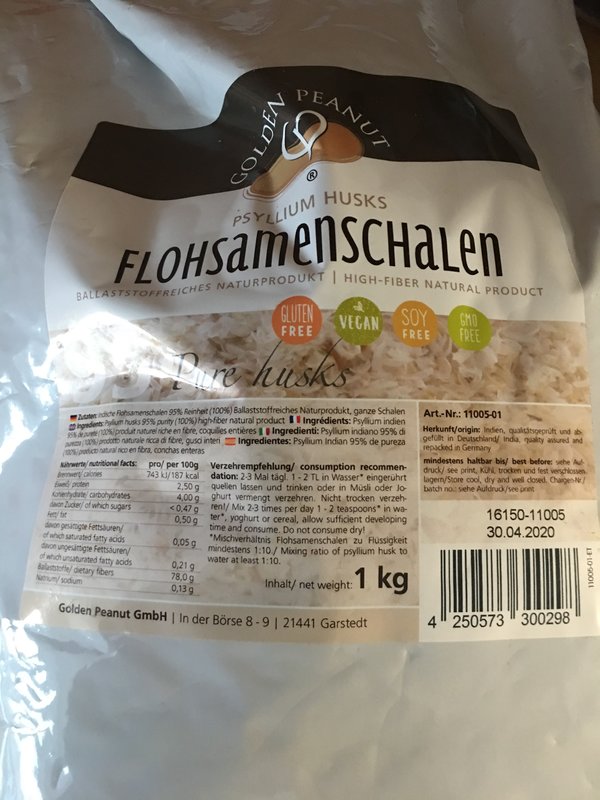 GOLDEN PEANUT
®
PSYLLIUM HUSKS
FLOHSamenSCHaLen
BALLASTSTOFFREICHES NATURPRODUKT | HIGH-FIBER NATURAL PRODUCT
GLUTEN FREE
VEGAN
SOY FREE
GMO FREE
Pure husks
Zutaten: Indische Flohsamenschalen 95% Reinheit (100%) Ballaststoffreiches Naturprodukt, ganze Schalen
Ingredients: Psyllium husks 95% purity (100%) high-fiber natural product Ingrédients: Psyllium indien
95% de pureté (100%) produit naturel riche en fibre, coquilles entières Ingredienti: Psyllium indiano 95% di
purezza (100%) prodotto naturale ricca di fibre, gusci interi Ingredientes: Psyllium Indian 95% de pureza
(100%) producto natural rico en fibra, conchas enteras
Nährwerte/ nutritional facts: pro/ per 100g
Brennwert/ calories 743 kJ/187 kcal
Eiweiß/ protein 2,50 g
Kohlenhydrate/ carbohydrates 4,00 g
davon Zucker/ of which sugars <0,47 g
Fett/ fat 0,50 g
davon gesättigte Fettsäuren/
of which saturated fatty acids 0,05 g
davon ungesättigte Fettsäuren/
of which unsaturated fatty acids 0,21 g
Ballaststoffe/ dietary fibers 78,0 g
Natrium/ sodium 0,13 g
Verzehrempfehlung/ consumption recommen-
dation: 2-3 Mal tägl. 1 - 2 TL in Wasser* eingerührt
quellen lassen und trinken oder in Müsli oder Jo-
ghurt vermengt verzehren. Nicht trocken verzeh-
ren!/ Mix 2-3 times per day 1 - 2 teaspoons* in wa-
ter*, yoghurt or cereal, allow sufficient developing
time and consume. Do not consume dry!
*Mischverhältnis Flohsamenschalen zu Flüssigkeit
mindestens 1:10 / Mixing ratio of psyllium husk to
water at least 1:10.
Inhalt/ net weight: 1 kg
Golden Peanut GmbH | In der Börse 8 - 9 | 21441 Garstedt
Art.-Nr.: 11005-01
Herkunft/origin: Indien, qualitätsgeprüft und ab-
gefüllt in Deutschland/ India, quality assured and
repacked in Germany
mindestens haltbar bis/ best before: siehe Auf-
druck/ see print, Kühl, trocken und fest verschlossen
lagern/Store cool, dry and well closed. Chargen-Nr./
batch no.: siehe Aufdruck/see print
16150-11005
30.04.2020
4 250573 300298
11005-01-ET